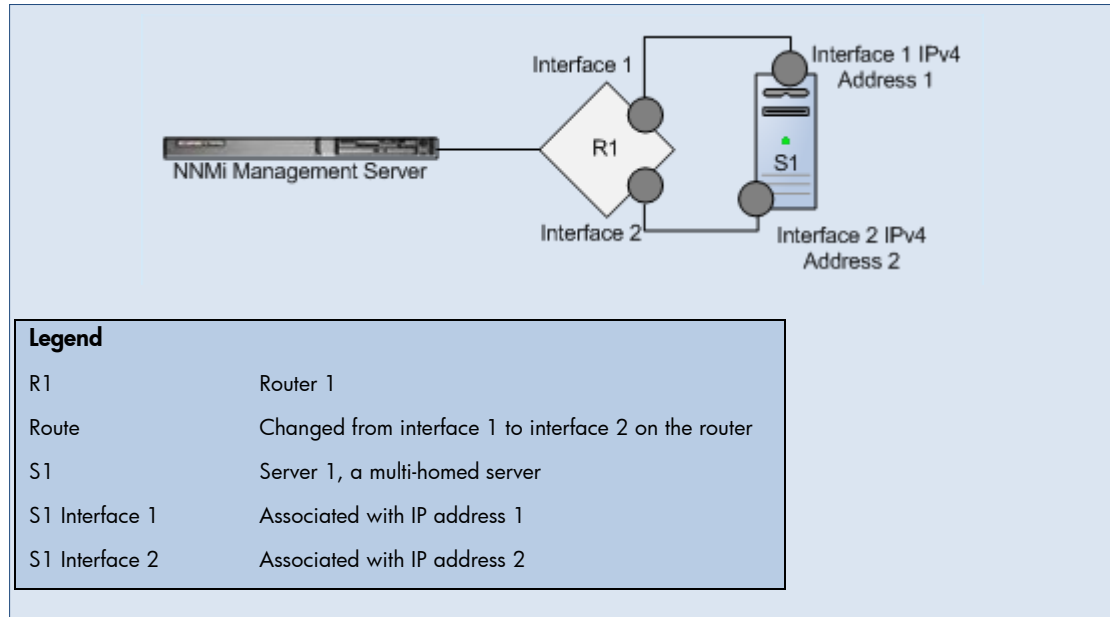 Interface 1
Interface 1 IPv4
Address 1
R1
S1
NNMi Management Server
Interface 2
Interface 2 IPv4
Address 2
Legend
R1 Router 1
Route Changed from interface 1 to interface 2 on the router
S1 Server 1, a multi-homed server
S1 Interface 1 Associated with IP address 1
S1 Interface 2 Associated with IP address 2